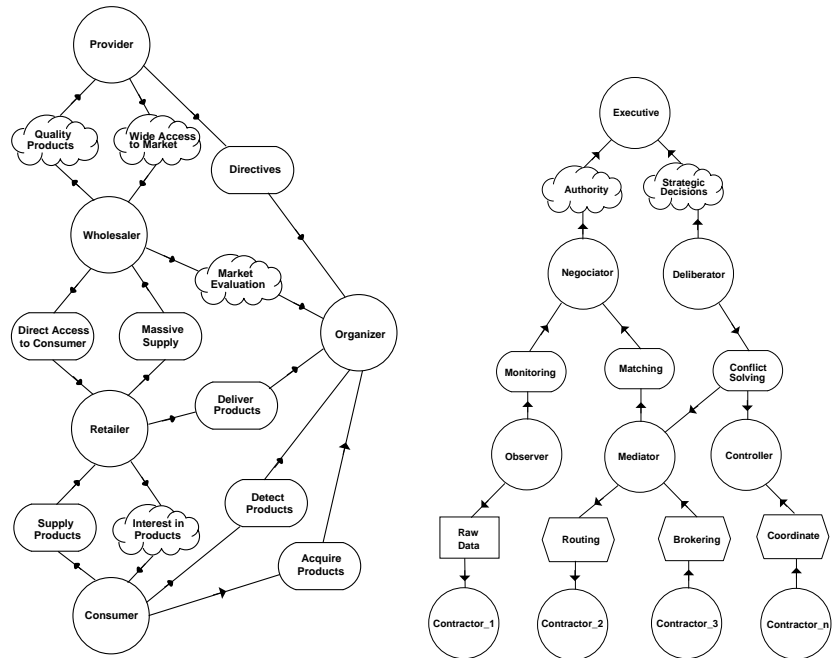 Provider
Quality
Products
Wide Access
to Market
Directives
Wholesaler
Market
Evaluation
Organizer
Direct Access
to Consumer
Massive
Supply
Deliver
Products
Retailer
Detect
Products
Supply
Products
Interest in
Products
Acquire
Products
Consumer
Executive
Authority
Strategic
Decisions
Negociator
Deliberator
Monitoring
Matching
Conflict
Solving
Observer
Mediator
Controller
Raw
Data
Routing
Brokering
Coordinate
Contractor_1
Contractor_2
Contractor_3
Contractor_n